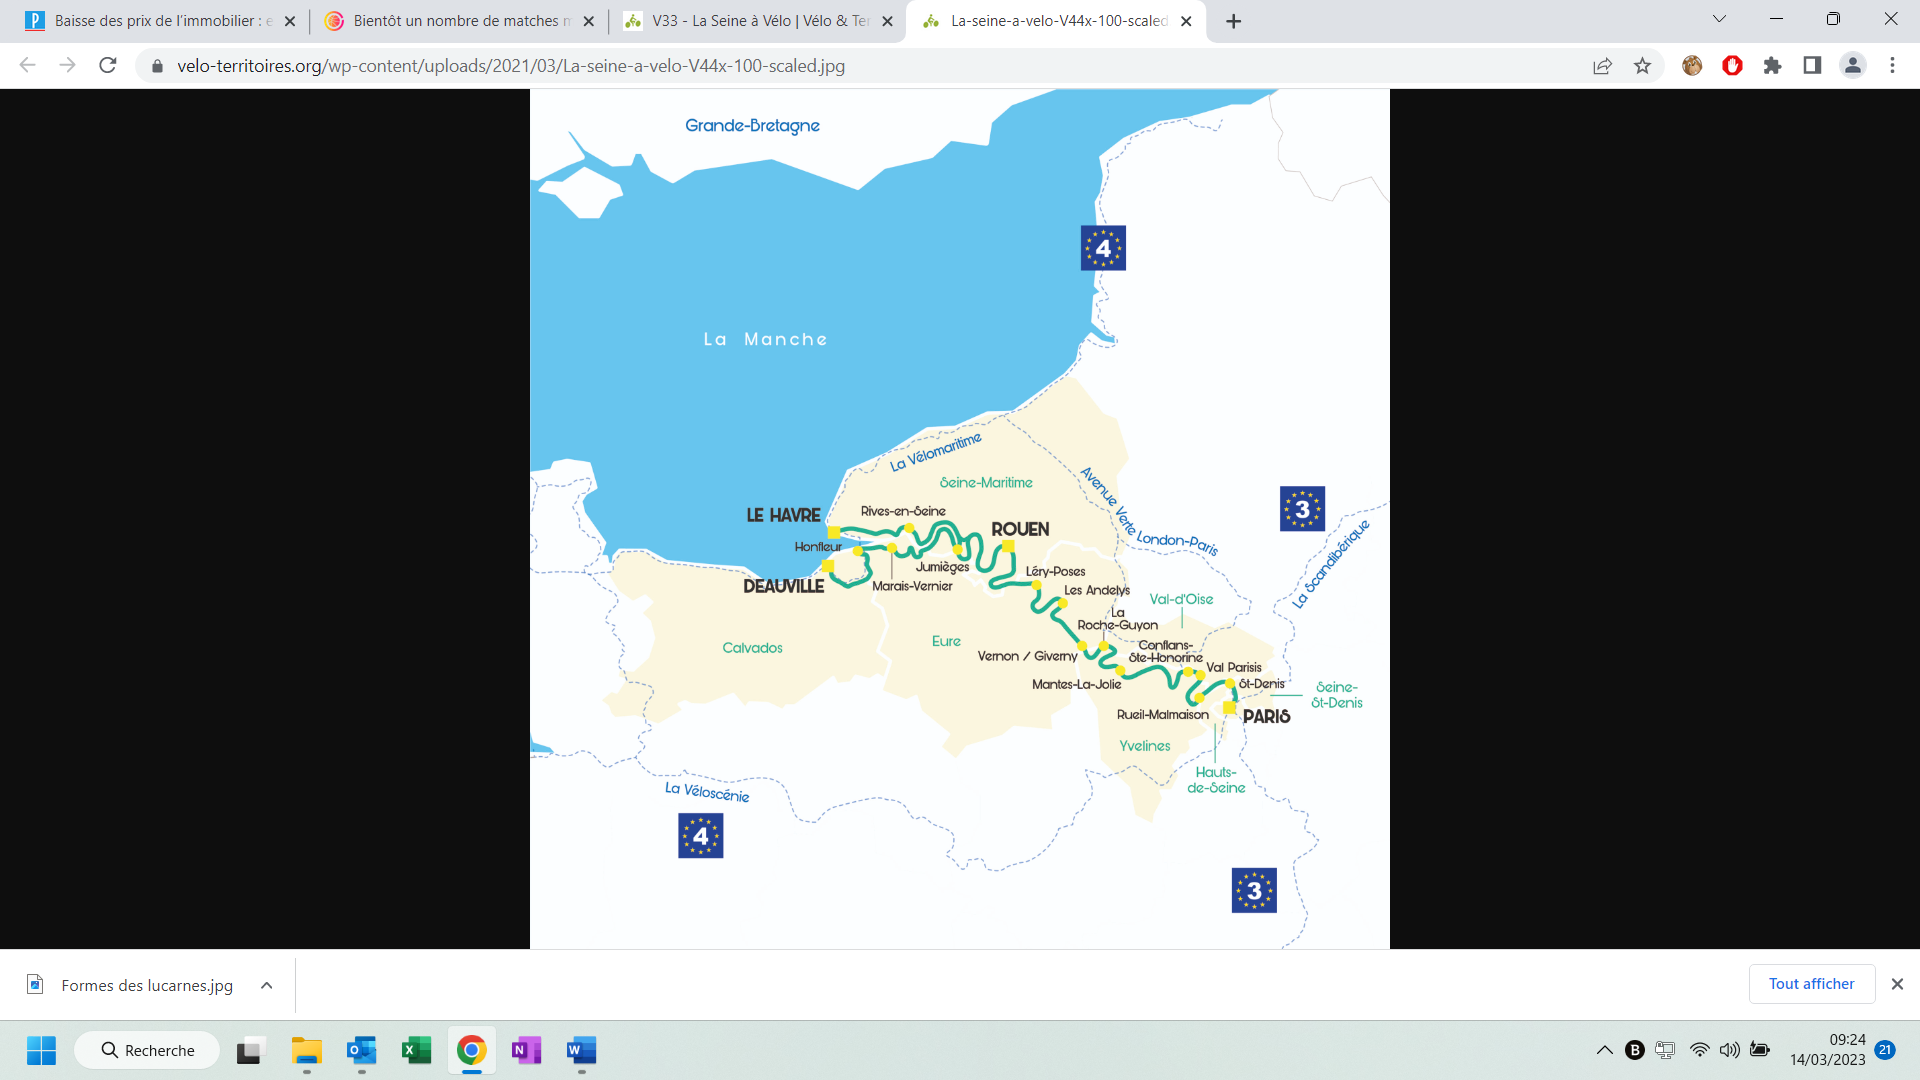 Baisse des prix de l'immobilier : e
Bientôt un nombre de matches m
V33 - La Seine à Vélo | Vélo & Ter
La-seine-a-velo-V44x-100-scaled
velo-territoires.org/wp-content/uploads/2021/03/La-seine-a-velo-V44x-100-scaled.jpg
Grande-Bretagne
4
La Manche
La Vélomaritime
Seine-Maritime
Avenue Verte London-Paris
3
La Scandibérique
LE HAVRE
Rives-en-Seine
ROUEN
Honfleur
Jumièges
DEAUVILLE
Marais-Vernier
Léry-Poses
Les Andelys
Val-d'Oise
La
Roche-Guyon
Calvados
Eure
Vernon / Giverny
Conflans-
Ste-Honorine
Val Parisis
Mantes-La-Jolie
St-Denis
Seine-
St-Denis
Rueil-Malmaison
PARIS
Yvelines
Hauts-
de-Seine
La Véloscénie
4
3
Formes des lucarnes.jpg
Tout afficher
Recherche
09:24
14/03/2023
21